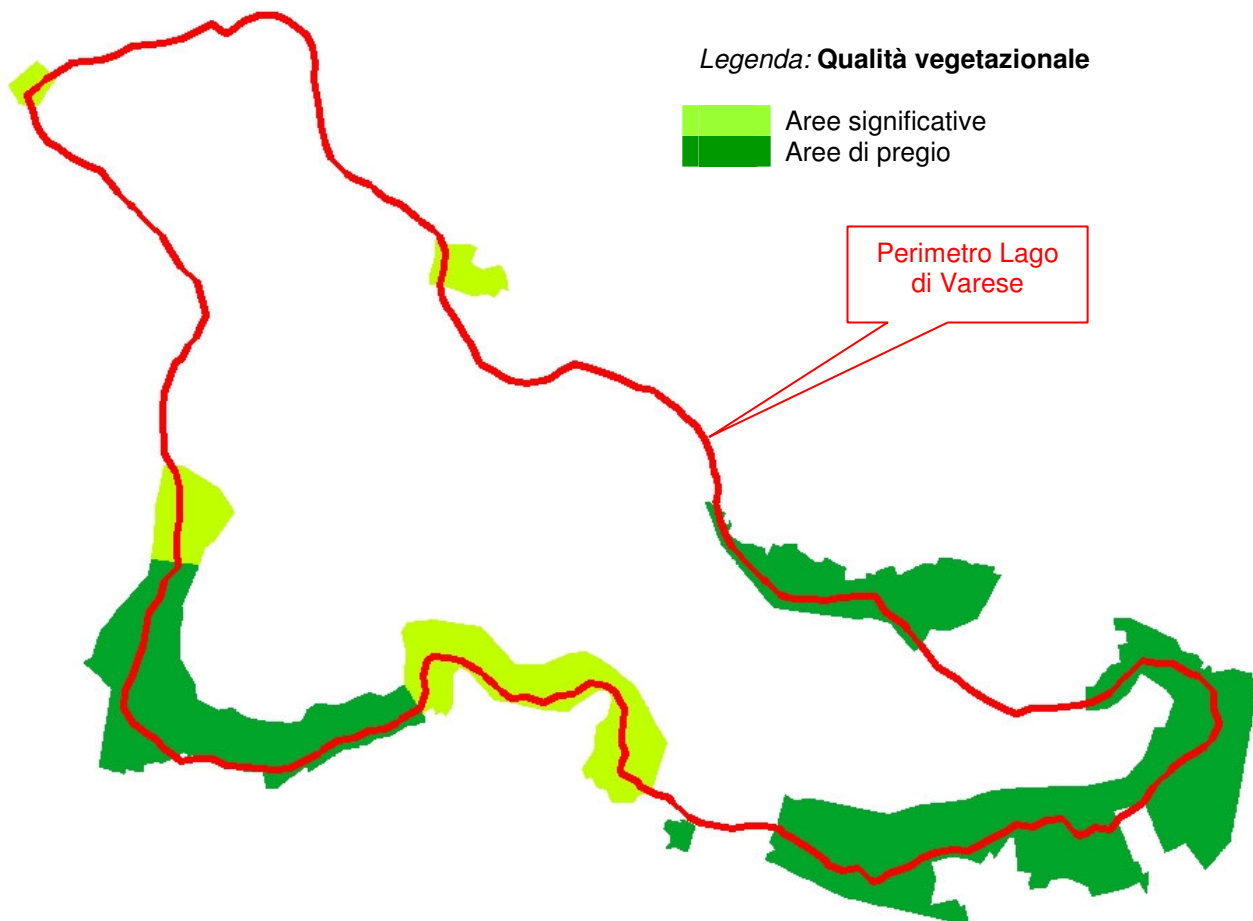 Legenda: Qualità vegetazionale
Aree significative
Aree di pregio
Perimetro Lago
di Varese